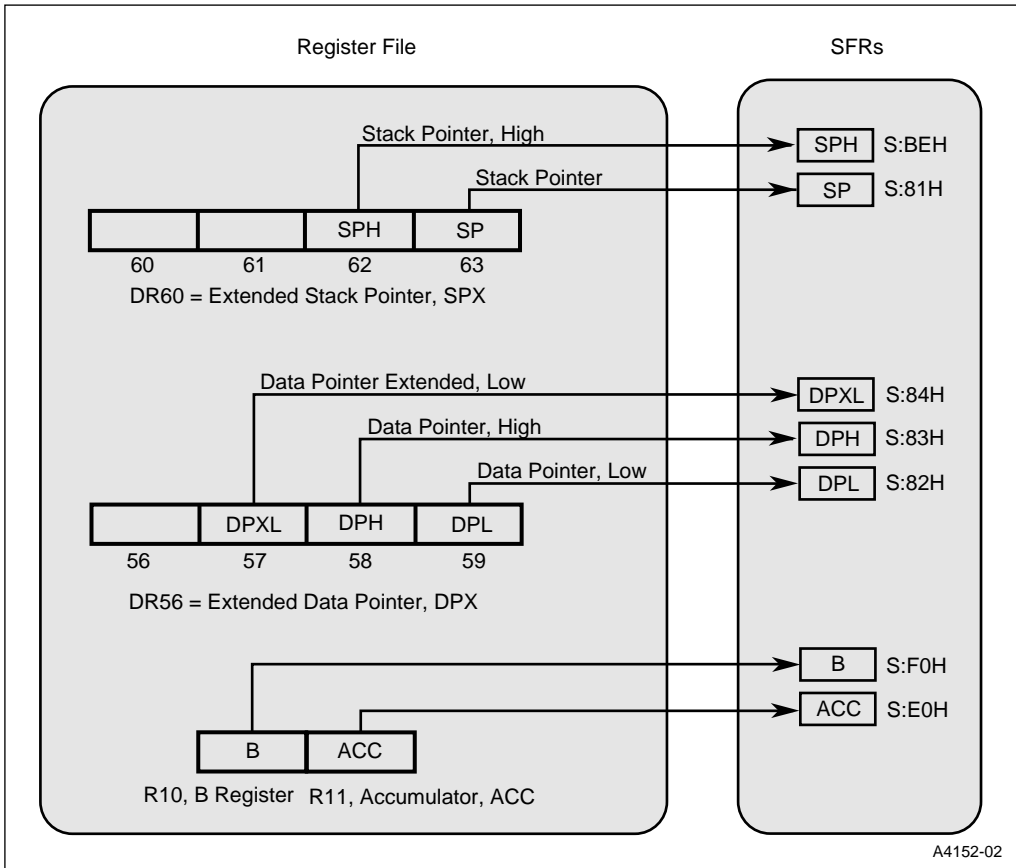 Register File
SFRs
Stack Pointer, High
SPH S:BEH
Stack Pointer
SP S:81H
SPH SP
60 61 62 63
DR60 = Extended Stack Pointer, SPX
Data Pointer Extended, Low
DPXL S:84H
Data Pointer, High
DPH S:83H
Data Pointer, Low
DPL S:82H
DPXL DPH DPL
56 57 58 59
DR56 = Extended Data Pointer, DPX
B S:F0H
ACC S:E0H
B ACC
R10, B Register R11, Accumulator, ACC
A4152-02